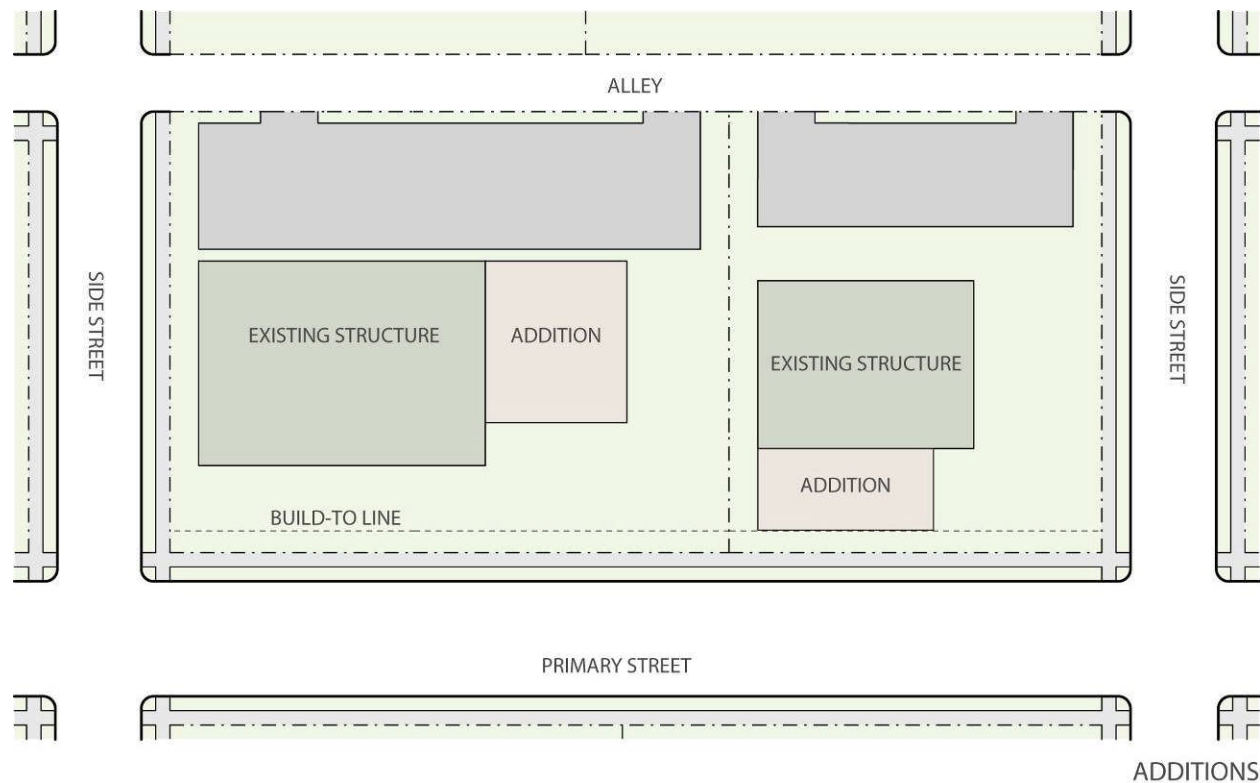 ALLEY
SIDE STREET
SIDE STREET
EXISTING STRUCTURE
ADDITION
EXISTING STRUCTURE
ADDITION
BUILD-TO LINE
PRIMARY STREET
ADDITIONS